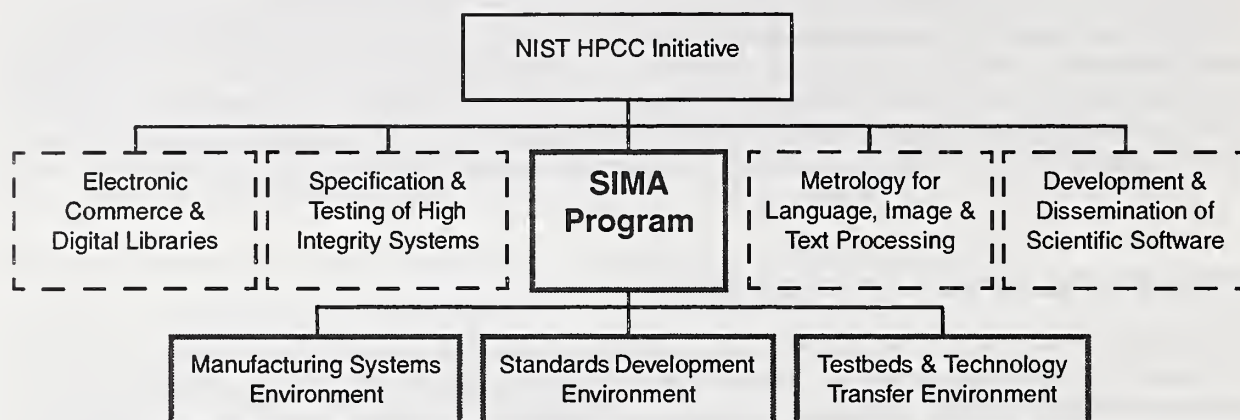 NIST HPCC Initiative
Electronic
Commerce &
Digital Libraries
Specification &
Testing of High
Integrity Systems
SIMA
Program
Metrology for
Language, Image &
Text Processing
Development &
Dissemination of
Scientific Software
Manufacturing Systems
Environment
Standards Development
Environment
Testbeds & Technology
Transfer Environment